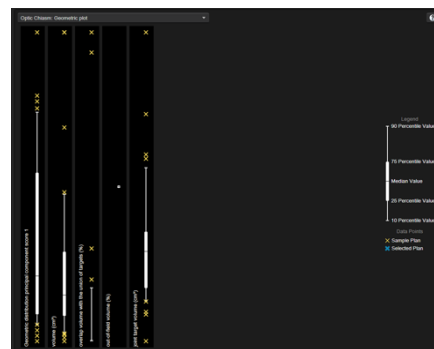 Optic Chiasm: Geometric plot
Geometric distribution principal component score 1
volume (cm³)
overlap volume with the union of targets (%)
out-of-field volume (%)
joint target volume (cm³)
Legend
90 Percentile Value
75 Percentile Value
Median Value
25 Percentile Value
10 Percentile Value
Data Points
Sample Plan
Selected Plan